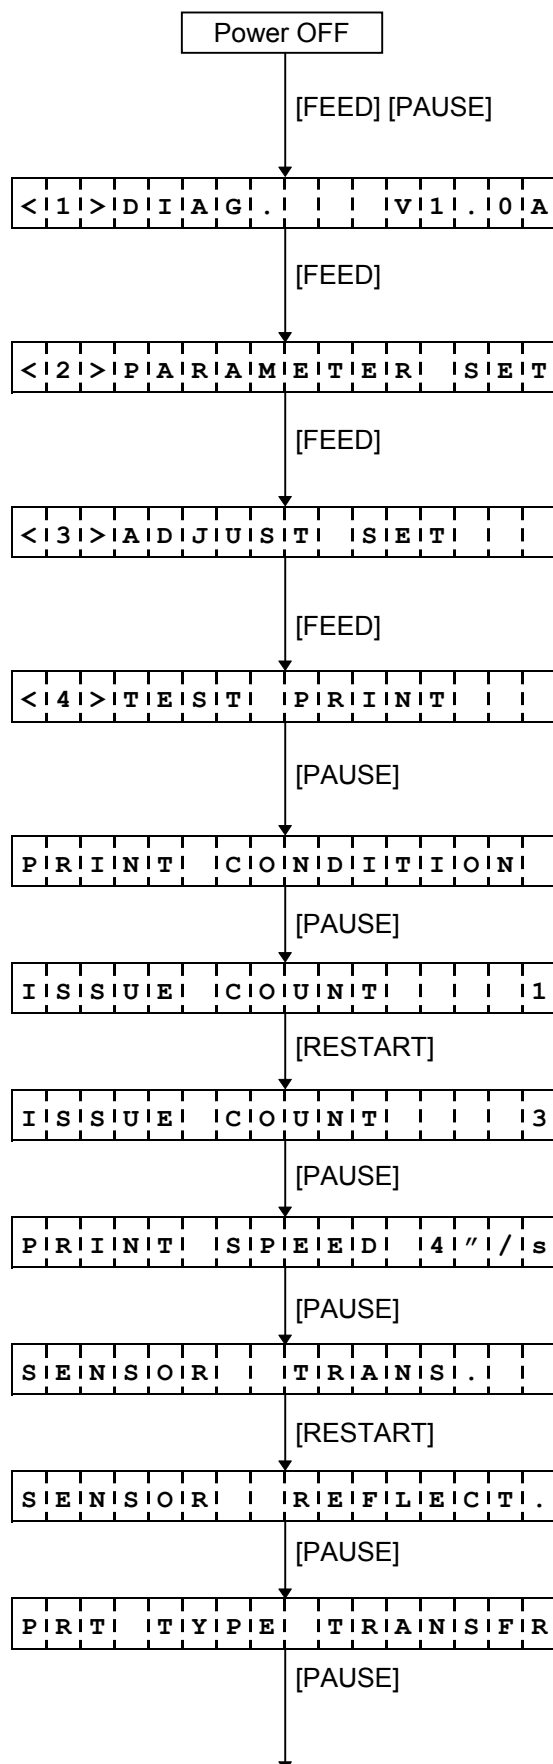 Power OFF
[FEED] [PAUSE]
<1>DIAG. V1.0A
[FEED]
<2>PARAMETER SET
[FEED]
<3>ADJUST SET
[FEED]
<4>TEST PRINT
[PAUSE]
PRINT CONDITION
[PAUSE]
ISSUE COUNT 1
[RESTART]
ISSUE COUNT 3
[PAUSE]
PRINT SPEED 4″/s
[PAUSE]
SENSOR TRANS.
[RESTART]
SENSOR REFLECT.
[PAUSE]
PRT TYPE TRANSFR
[PAUSE]